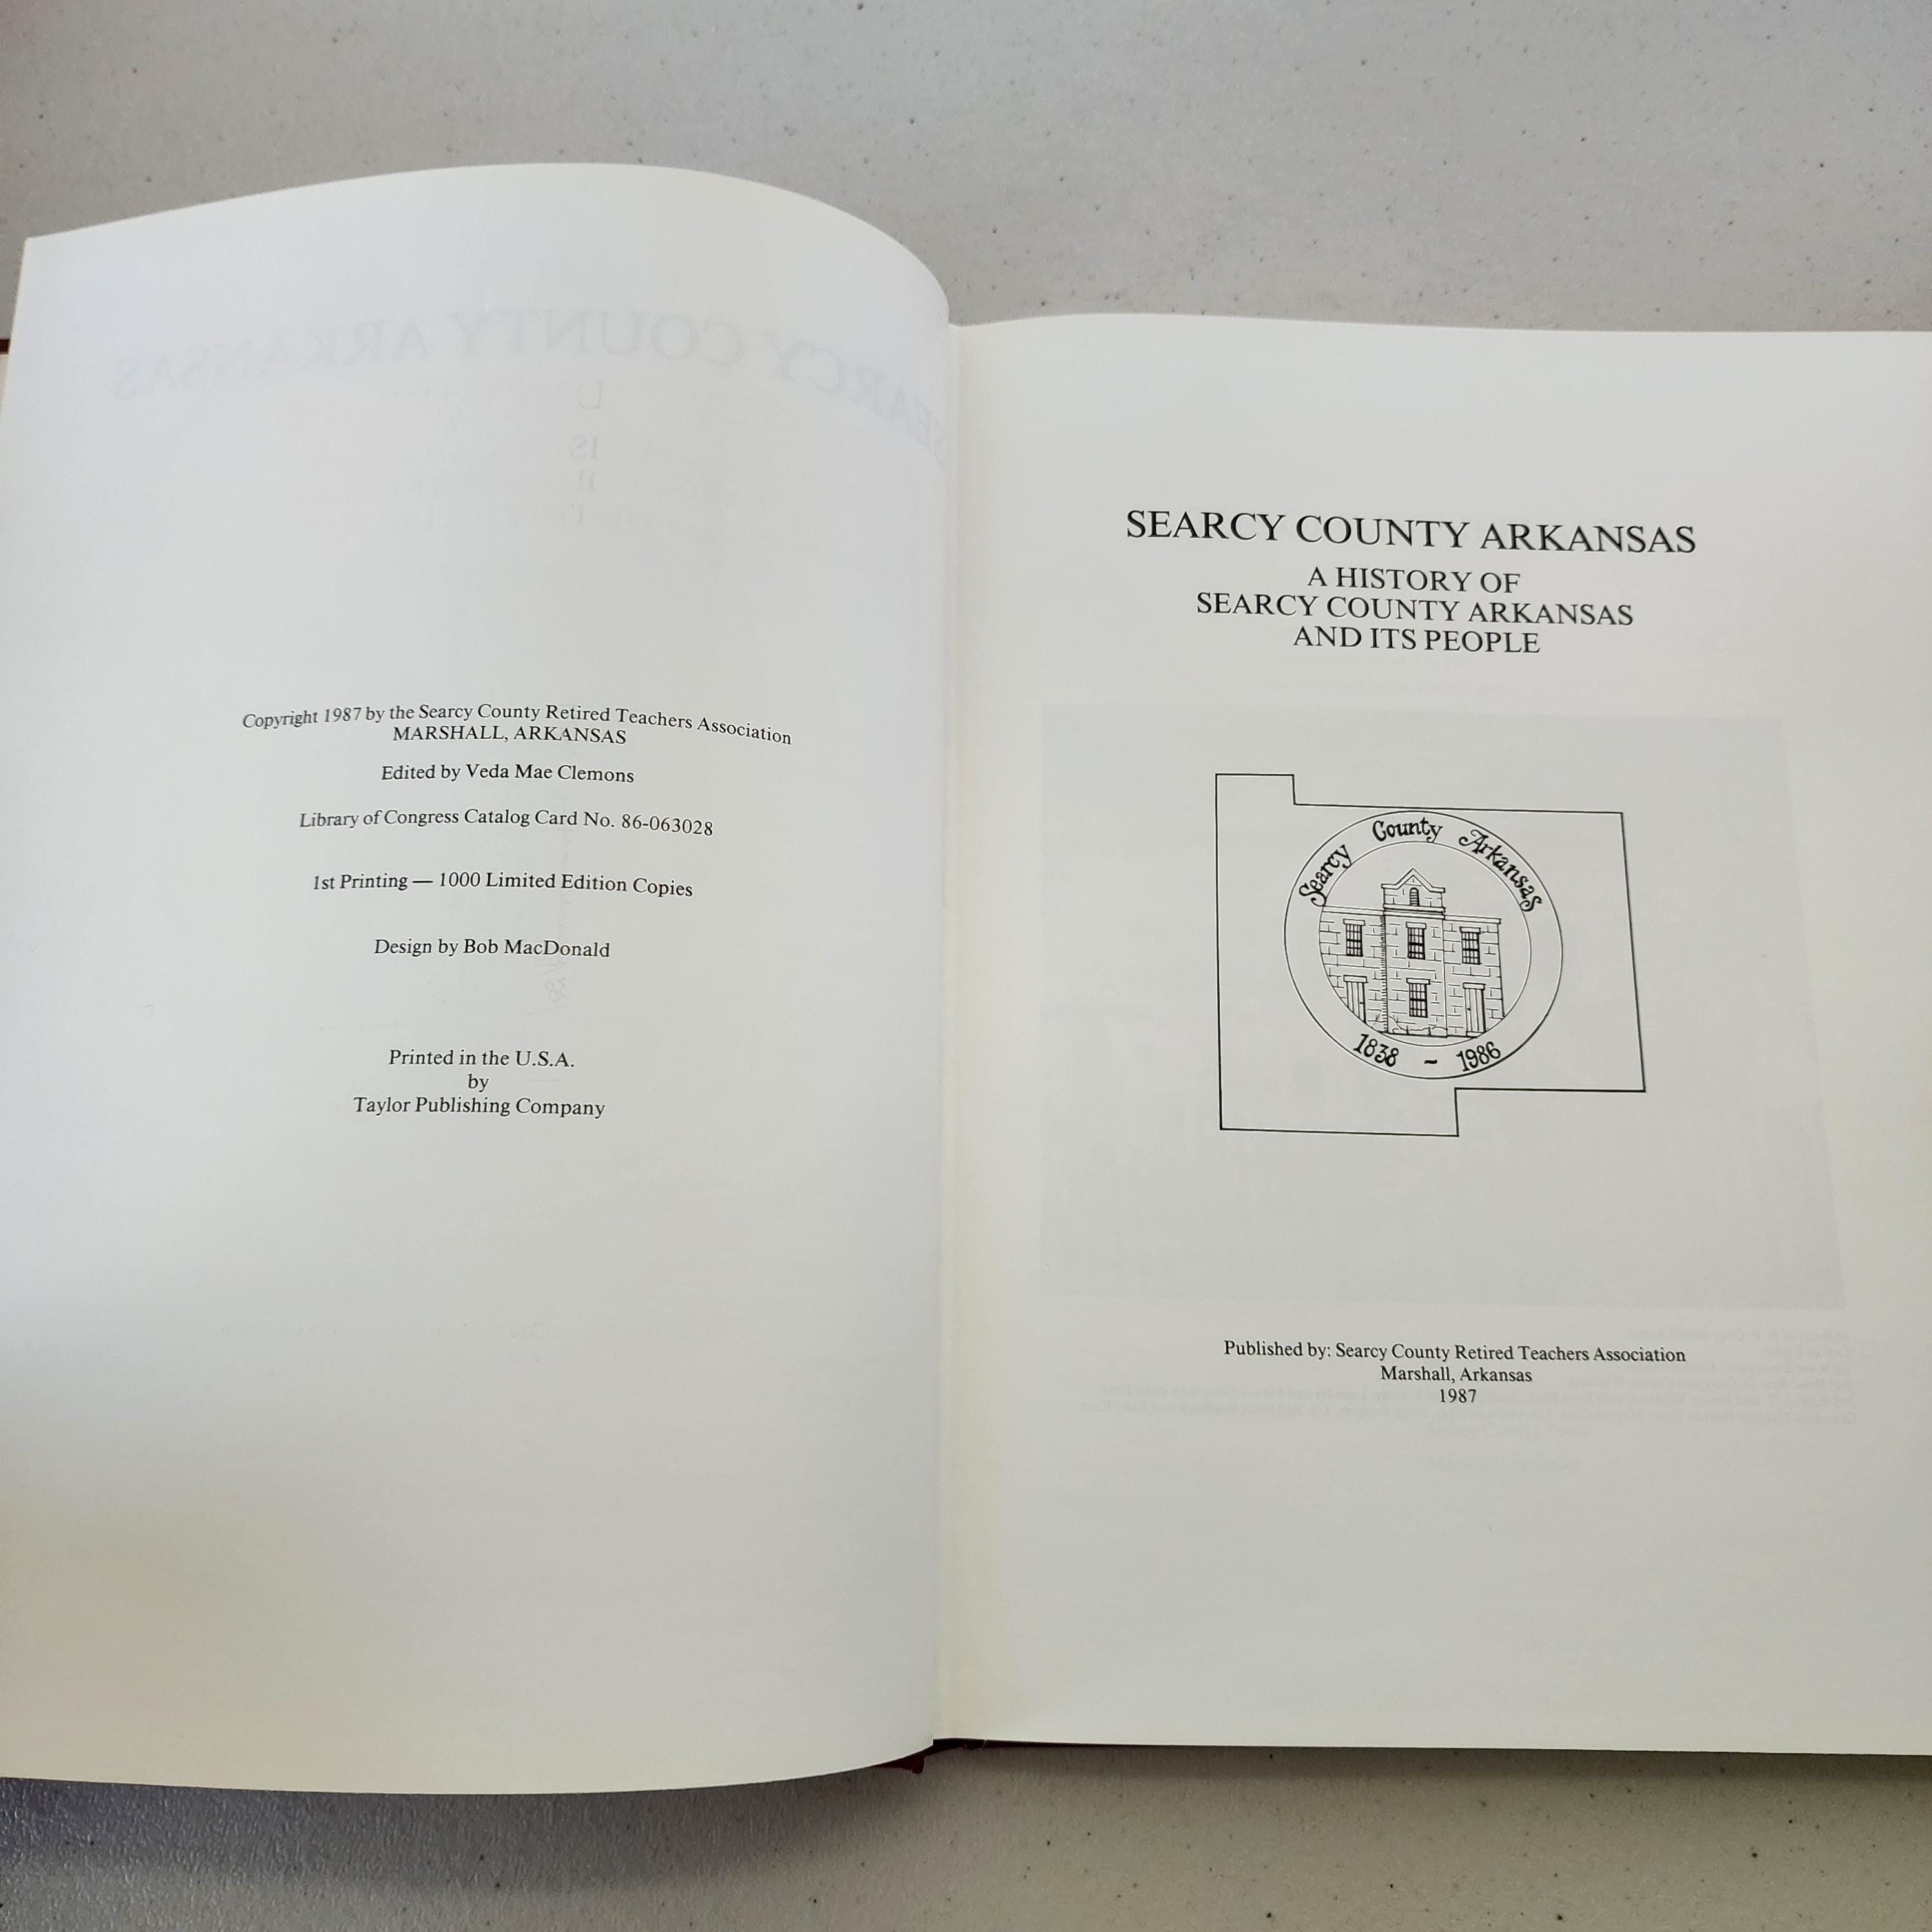 Copyright 1987 by the Searcy County Retired Teachers Association
MARSHALL, ARKANSAS
Edited by Veda Mae Clemons
Library of Congress Catalog Card No. 86-063028
1st Printing — 1000 Limited Edition Copies
Design by Bob MacDonald
Printed in the U.S.A.
by
Taylor Publishing Company
SEARCY COUNTY ARKANSAS
SEARCY COUNTY ARKANSAS
A HISTORY OF
SEARCY COUNTY ARKANSAS
AND ITS PEOPLE
Searcy County Arkansas
1838 ~ 1986
Published by: Searcy County Retired Teachers Association
Marshall, Arkansas
1987